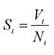 S_i = V_i / N_i